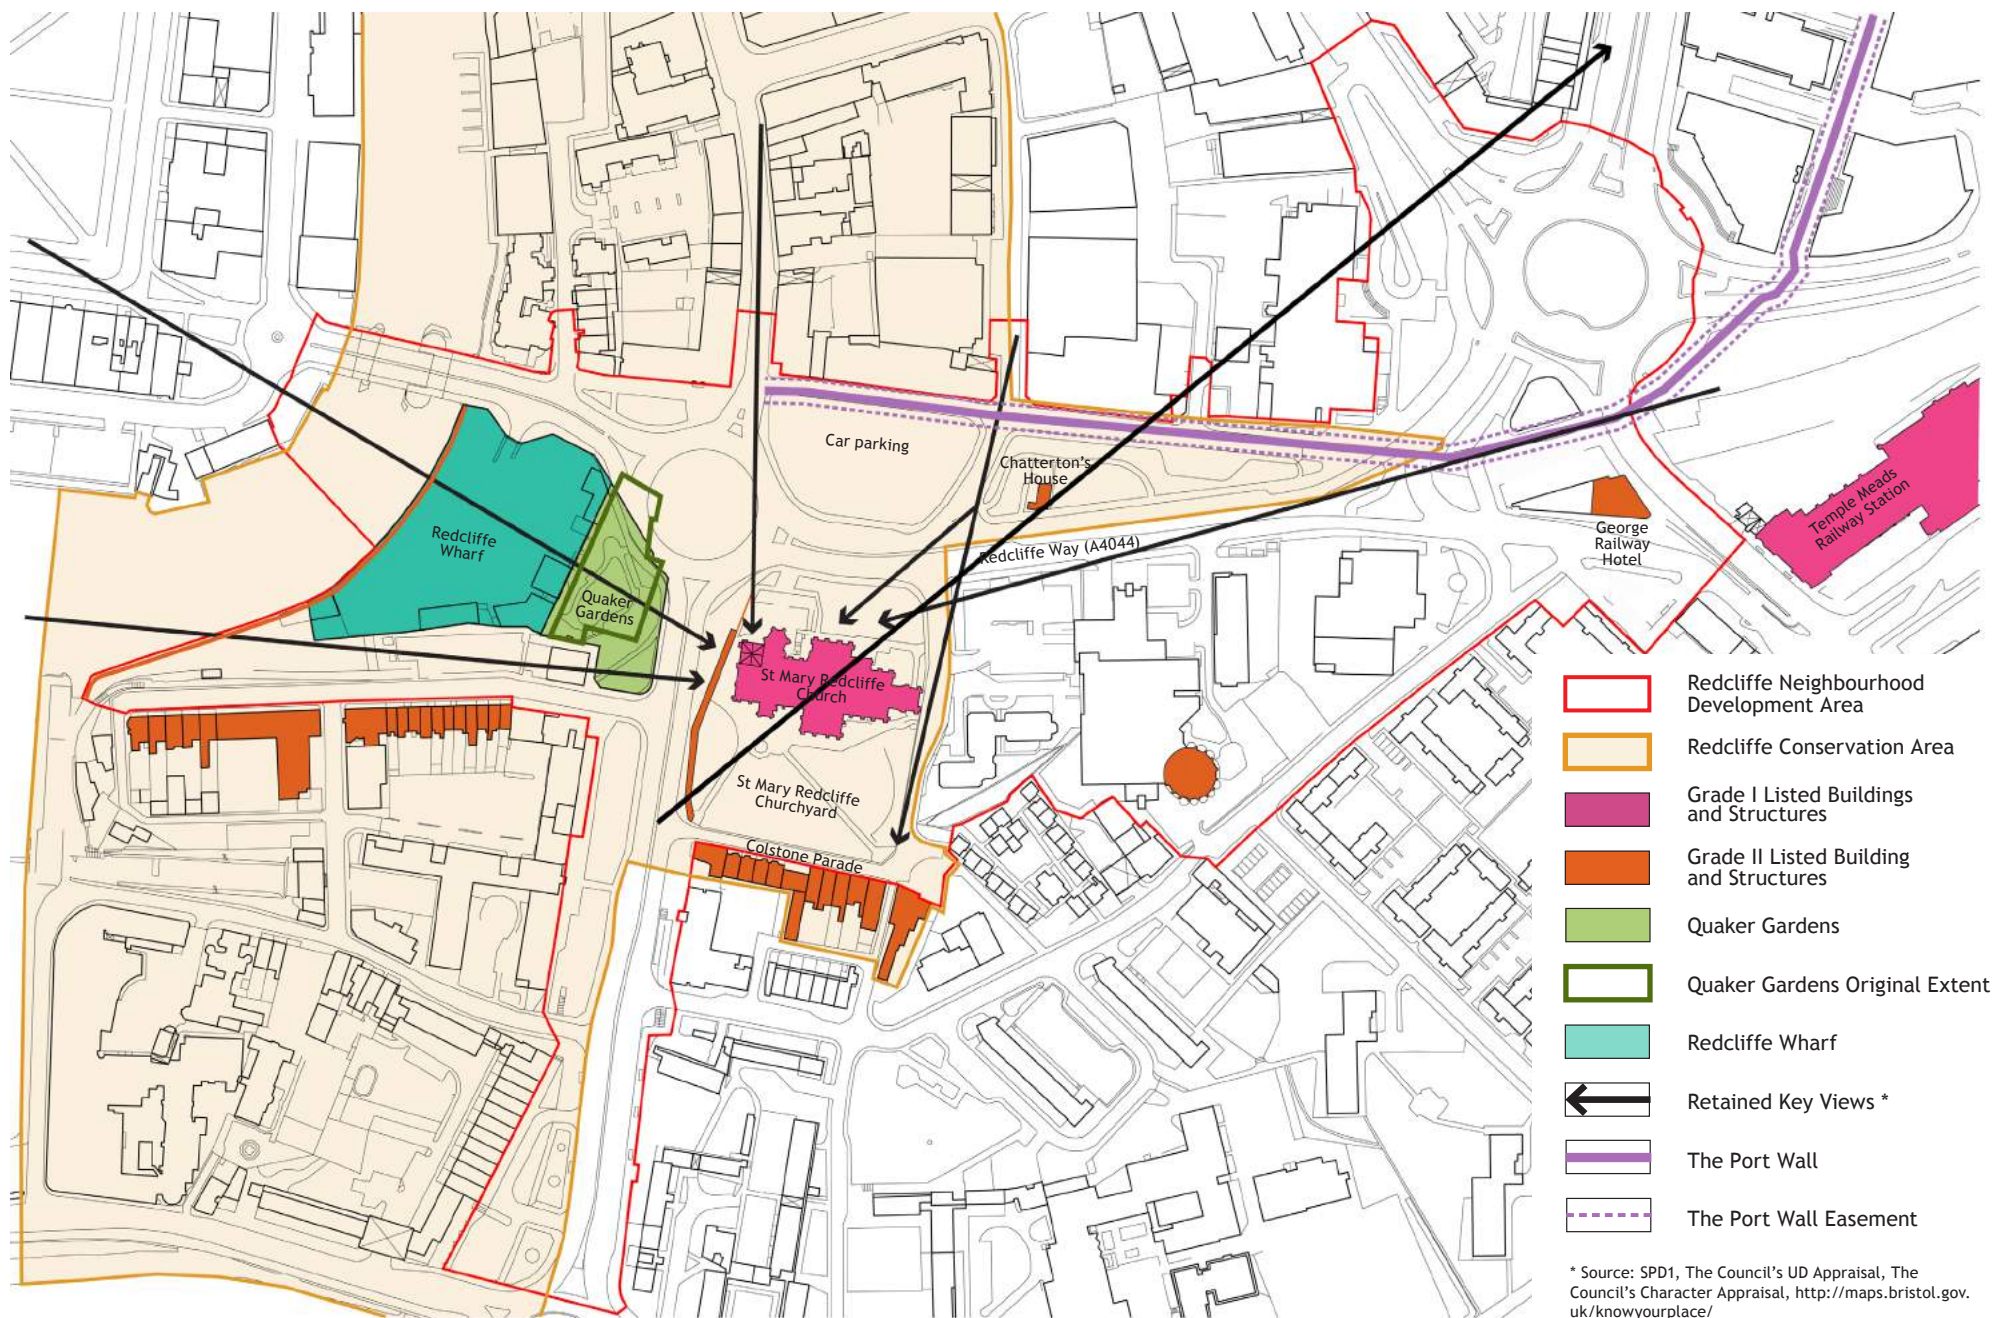 Car parking
Chatterton's
House
Redcliffe
Wharf
Quaker
Gardens
Redcliffe Way (A4044)
George
Railway
Hotel
Temple Meads
Railway Station
St Mary Redcliffe
Church
St Mary Redcliffe
Churchyard
Colstone Parade
Redcliffe Neighbourhood
Development Area
Redcliffe Conservation Area
Grade I Listed Buildings
and Structures
Grade II Listed Building
and Structures
Quaker Gardens
Quaker Gardens Original Extent
Redcliffe Wharf
Retained Key Views *
The Port Wall
The Port Wall Easement
* Source: SPD1, The Council's UD Appraisal, The
Council's Character Appraisal, http://maps.bristol.gov.
uk/knowyourplace/